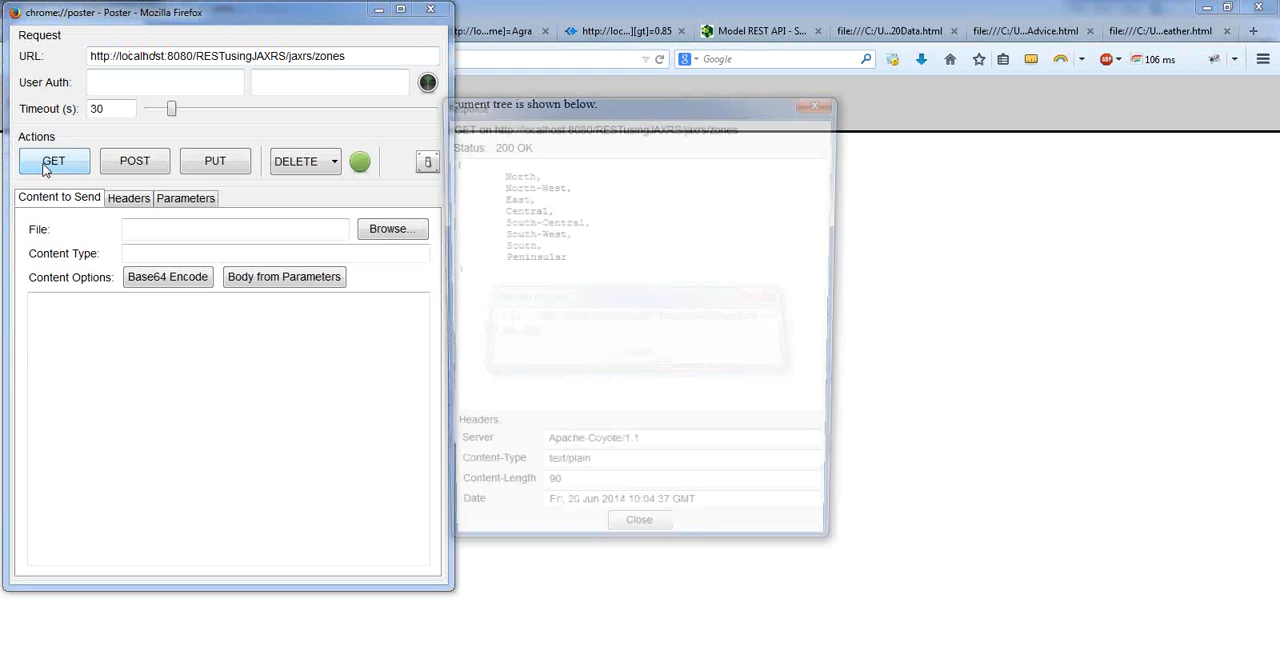 chrome://poster - Poster - Mozilla Firefox
Request
URL: http://localhost:8080/RESTusingJAXRS/jaxrs/zones
User Auth:
Timeout (s): 30
Actions
GET POST PUT DELETE
Content to Send Headers Parameters
File: Browse...
Content Type:
Content Options: Base64 Encode Body from Parameters
//lo...me]=Agra http://loc...][gt]=0.85 Model REST API - S... file:///C:/U...20Data.html file:///C:/U...Advice.html file:///C:/U...eather.html
Google 106 ms
cument tree is shown below.
GET on http://localhost:8080/RESTusingJAXRS/jaxrs/zones
Status: 200 OK
{
North,
North-West,
East,
Central,
South-Central,
South-West,
South,
Peninsular
}
Headers:
Server Apache-Coyote/1.1
Content-Type text/plain
Content-Length 90
Date Fri, 20 Jun 2014 10:04:37 GMT
Close